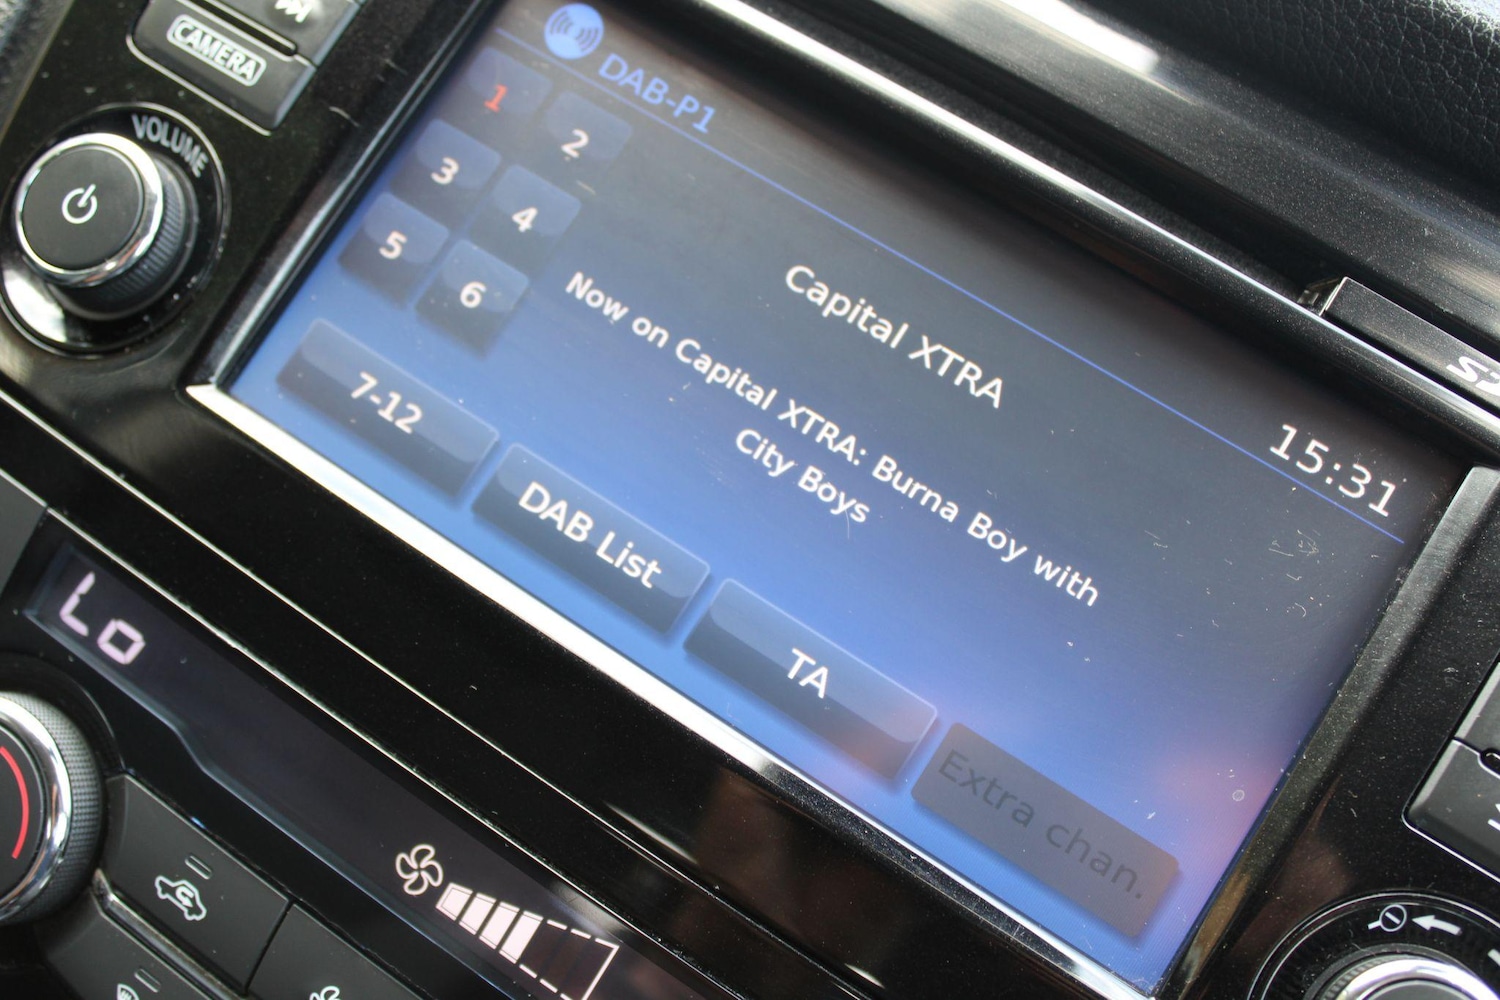 CAMERA
VOLUME
DAB-P1
1
2
3
4
5
6
7-12
DAB List
TA
Extra chan.
Capital XTRA
Now on Capital XTRA: Burna Boy with
City Boys
15:31
Lo